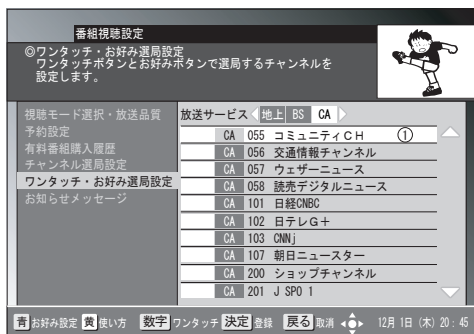 番組視聴設定
◎ワンタッチ・お好み選局設定
ワンタッチボタンとお好みボタンで選局するチャンネルを
設定します。
視聴モード選択・放送品質
予約設定
有料番組購入履歴
チャンネル選局設定
ワンタッチ・お好み選局設定
お知らせメッセージ
放送サービス 地上 BS CA
CA 055 コミュニティCH ①
CA 056 交通情報チャンネル
CA 057 ウェザーニュース
CA 058 読売デジタルニュース
CA 101 日経CNBC
CA 102 日テレG+
CA 103 CNNj
CA 107 朝日ニュースター
CA 200 ショップチャンネル
CA 201 J SPO 1
青 お好み設定 黄 使い方 数字 ワンタッチ 決定 登録 戻る 取消 12月 1日 (木) 20:45